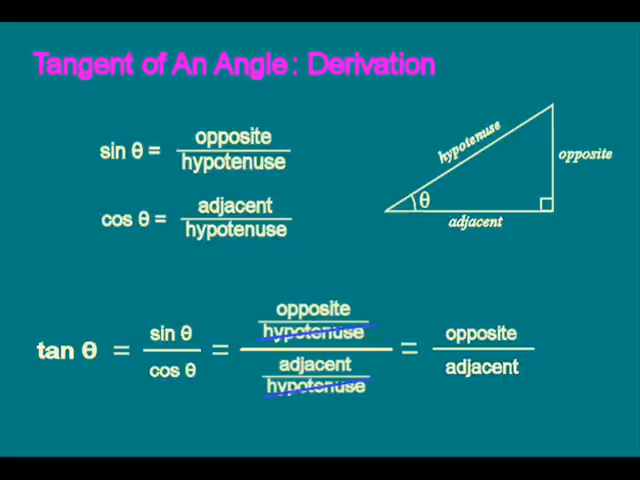 Tangent of An Angle: Derivation
sin θ = opposite
hypotenuse
cos θ = adjacent
hypotenuse
hypotenuse
opposite
θ
adjacent
tan θ = sin θ
cos θ
= opposite
hypotenuse
adjacent
hypotenuse
= opposite
adjacent